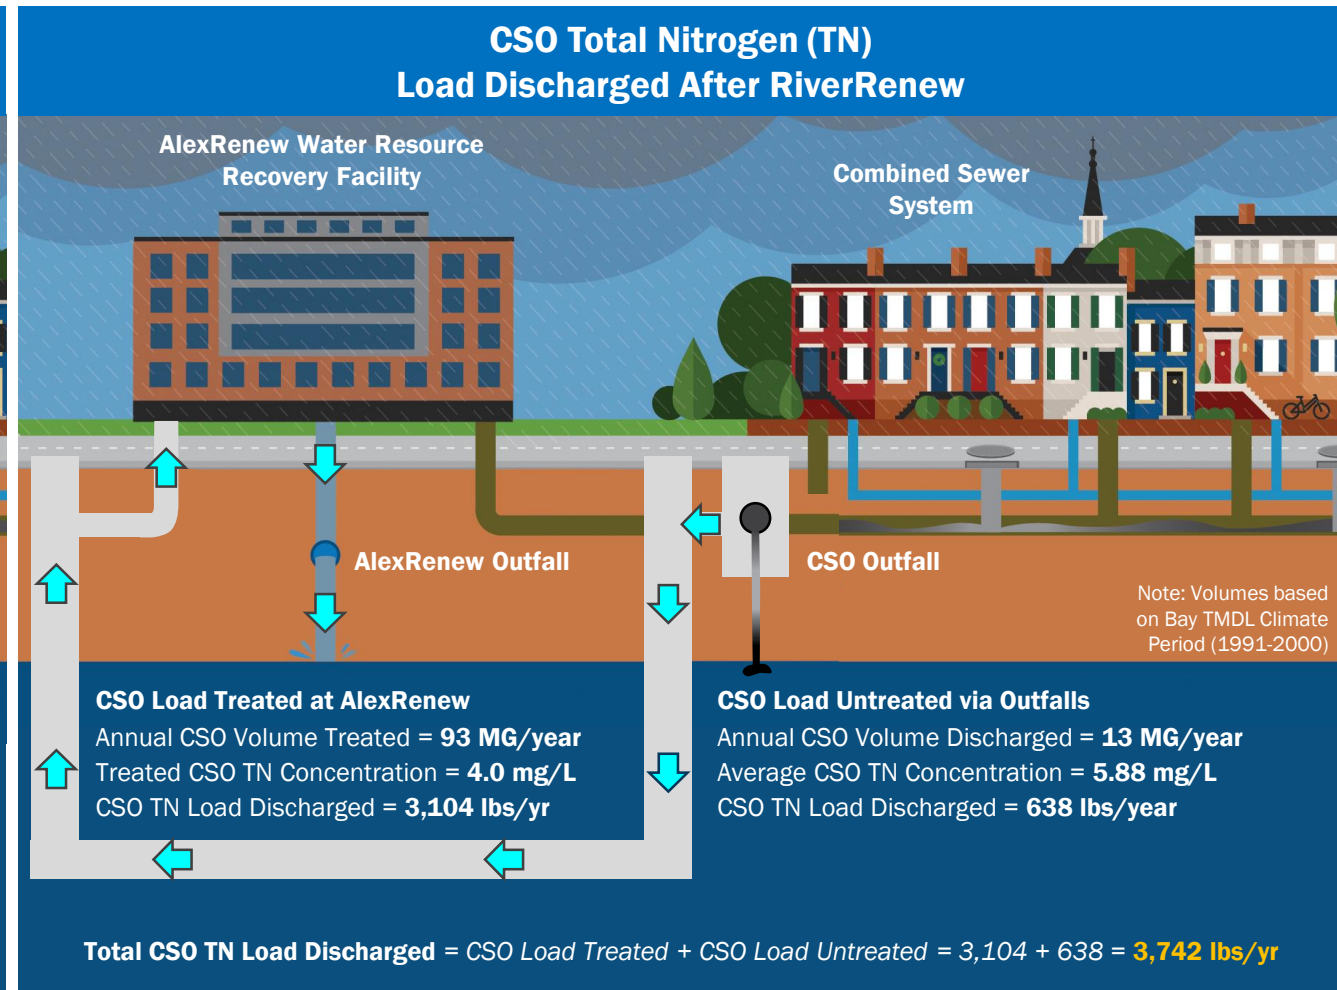 CSO Total Nitrogen (TN)
Load Discharged After RiverRenew
AlexRenew Water Resource
Recovery Facility
Combined Sewer
System
AlexRenew Outfall
CSO Outfall
Note: Volumes based
on Bay TMDL Climate
Period (1991-2000)
CSO Load Treated at AlexRenew
Annual CSO Volume Treated = 93 MG/year
Treated CSO TN Concentration = 4.0 mg/L
CSO TN Load Discharged = 3,104 lbs/yr
CSO Load Untreated via Outfalls
Annual CSO Volume Discharged = 13 MG/year
Average CSO TN Concentration = 5.88 mg/L
CSO TN Load Discharged = 638 lbs/year
Total CSO TN Load Discharged = CSO Load Treated + CSO Load Untreated = 3,104 + 638 = 3,742 lbs/yr